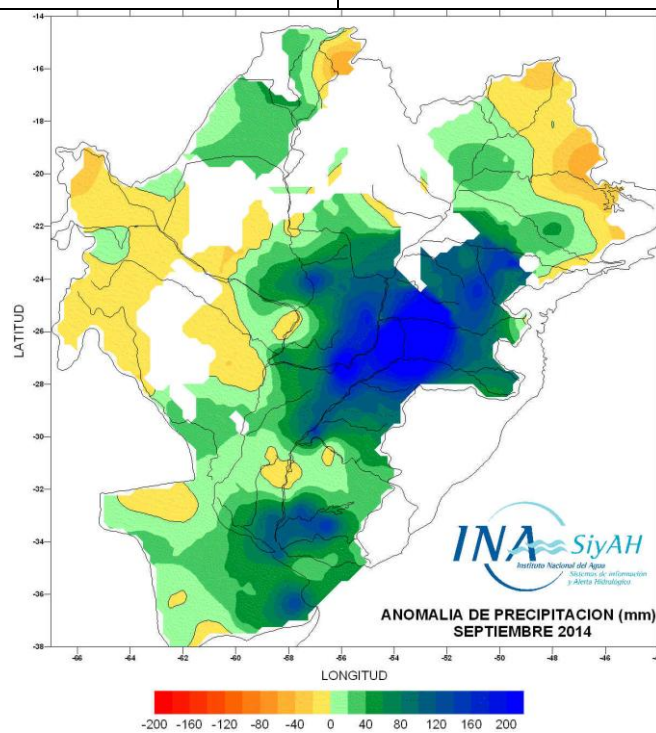 -14
-16
-18
-20
-22
-24
-26
-28
-30
-32
-34
-36
-38
LATITUD
-66 -64 -62 -60 -58 -56 -54 -52 -50 -48 -46 -44
LONGITUD
INA SiyAH
Instituto Nacional del Agua
Sistemas de Información
y Alerta Hidrológico
ANOMALIA DE PRECIPITACION (mm)
SEPTIEMBRE 2014
-200 -160 -120 -80 -40 0 40 80 120 160 200